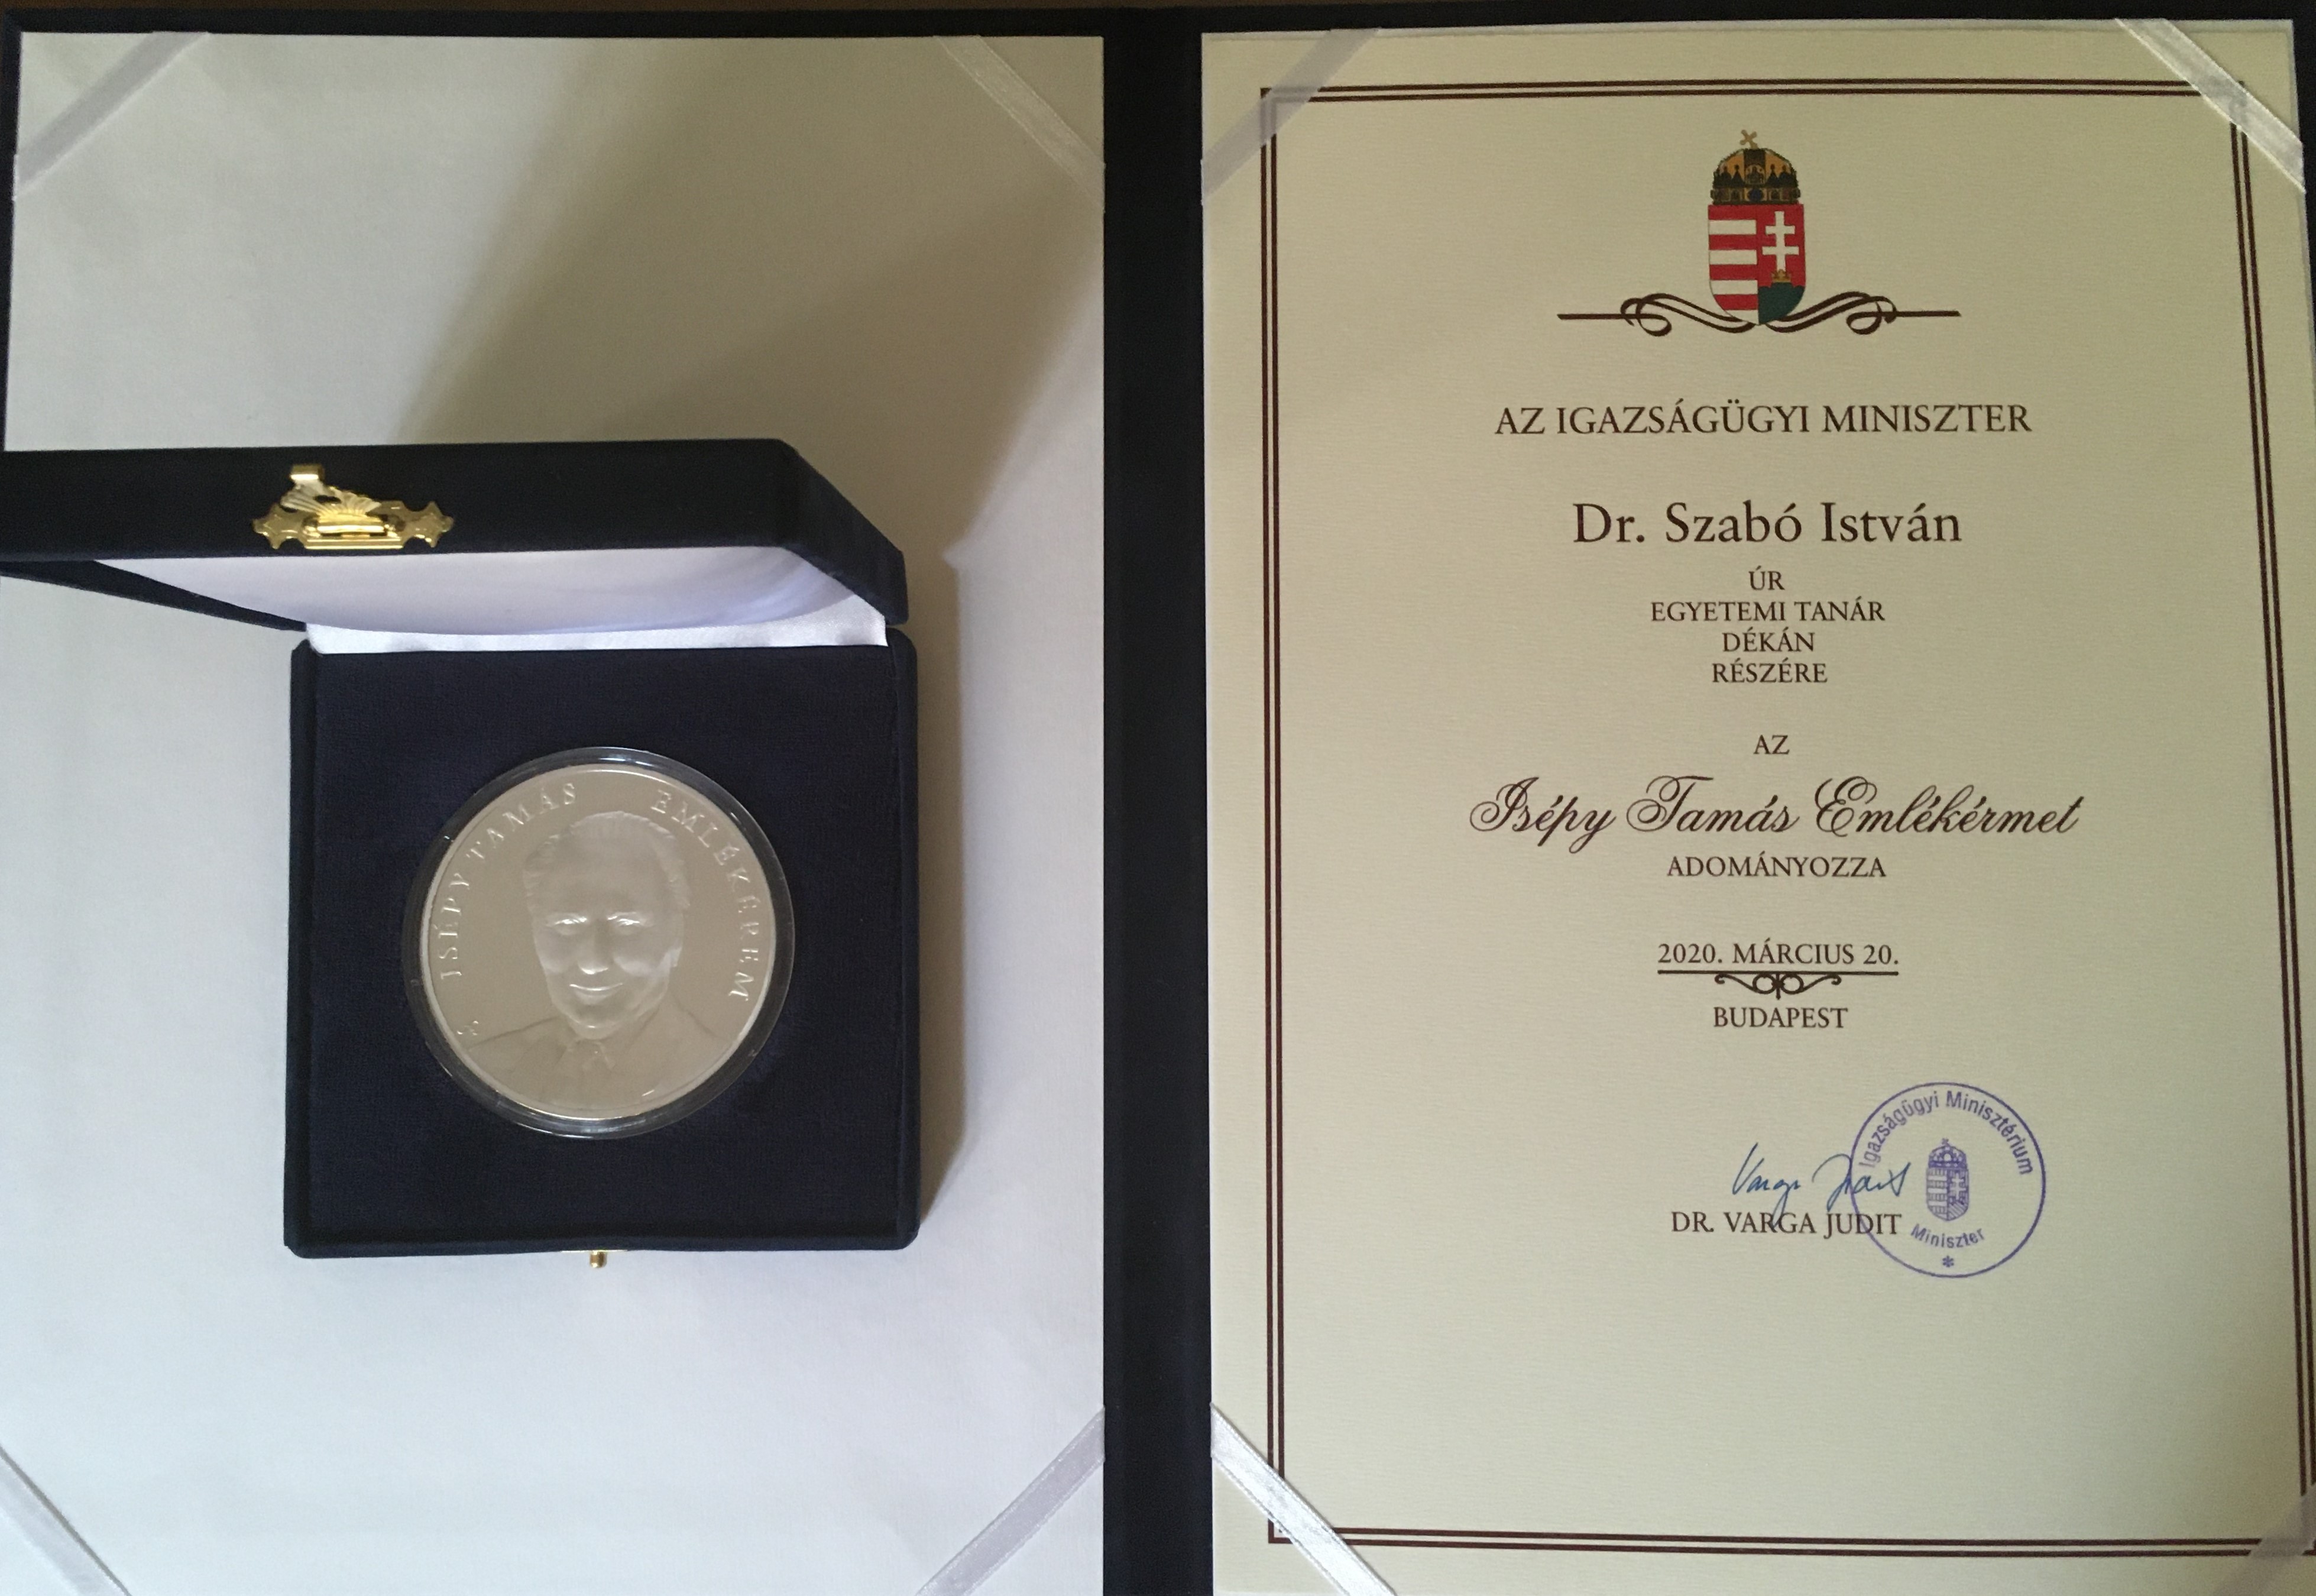 ISÉPY TAMÁS EMLÉKÉREM
AZ IGAZSÁGÜGYI MINISZTER
Dr. Szabó István
ÚR
EGYETEMI TANÁR
DÉKÁN
RÉSZÉRE
AZ
Isépy Tamás Emlékérmet
ADOMÁNYOZZA
2020. MÁRCIUS 20.
BUDAPEST
Varga Judit
DR. VARGA JUDIT
Igazságügyi Minisztérium
Miniszter
*